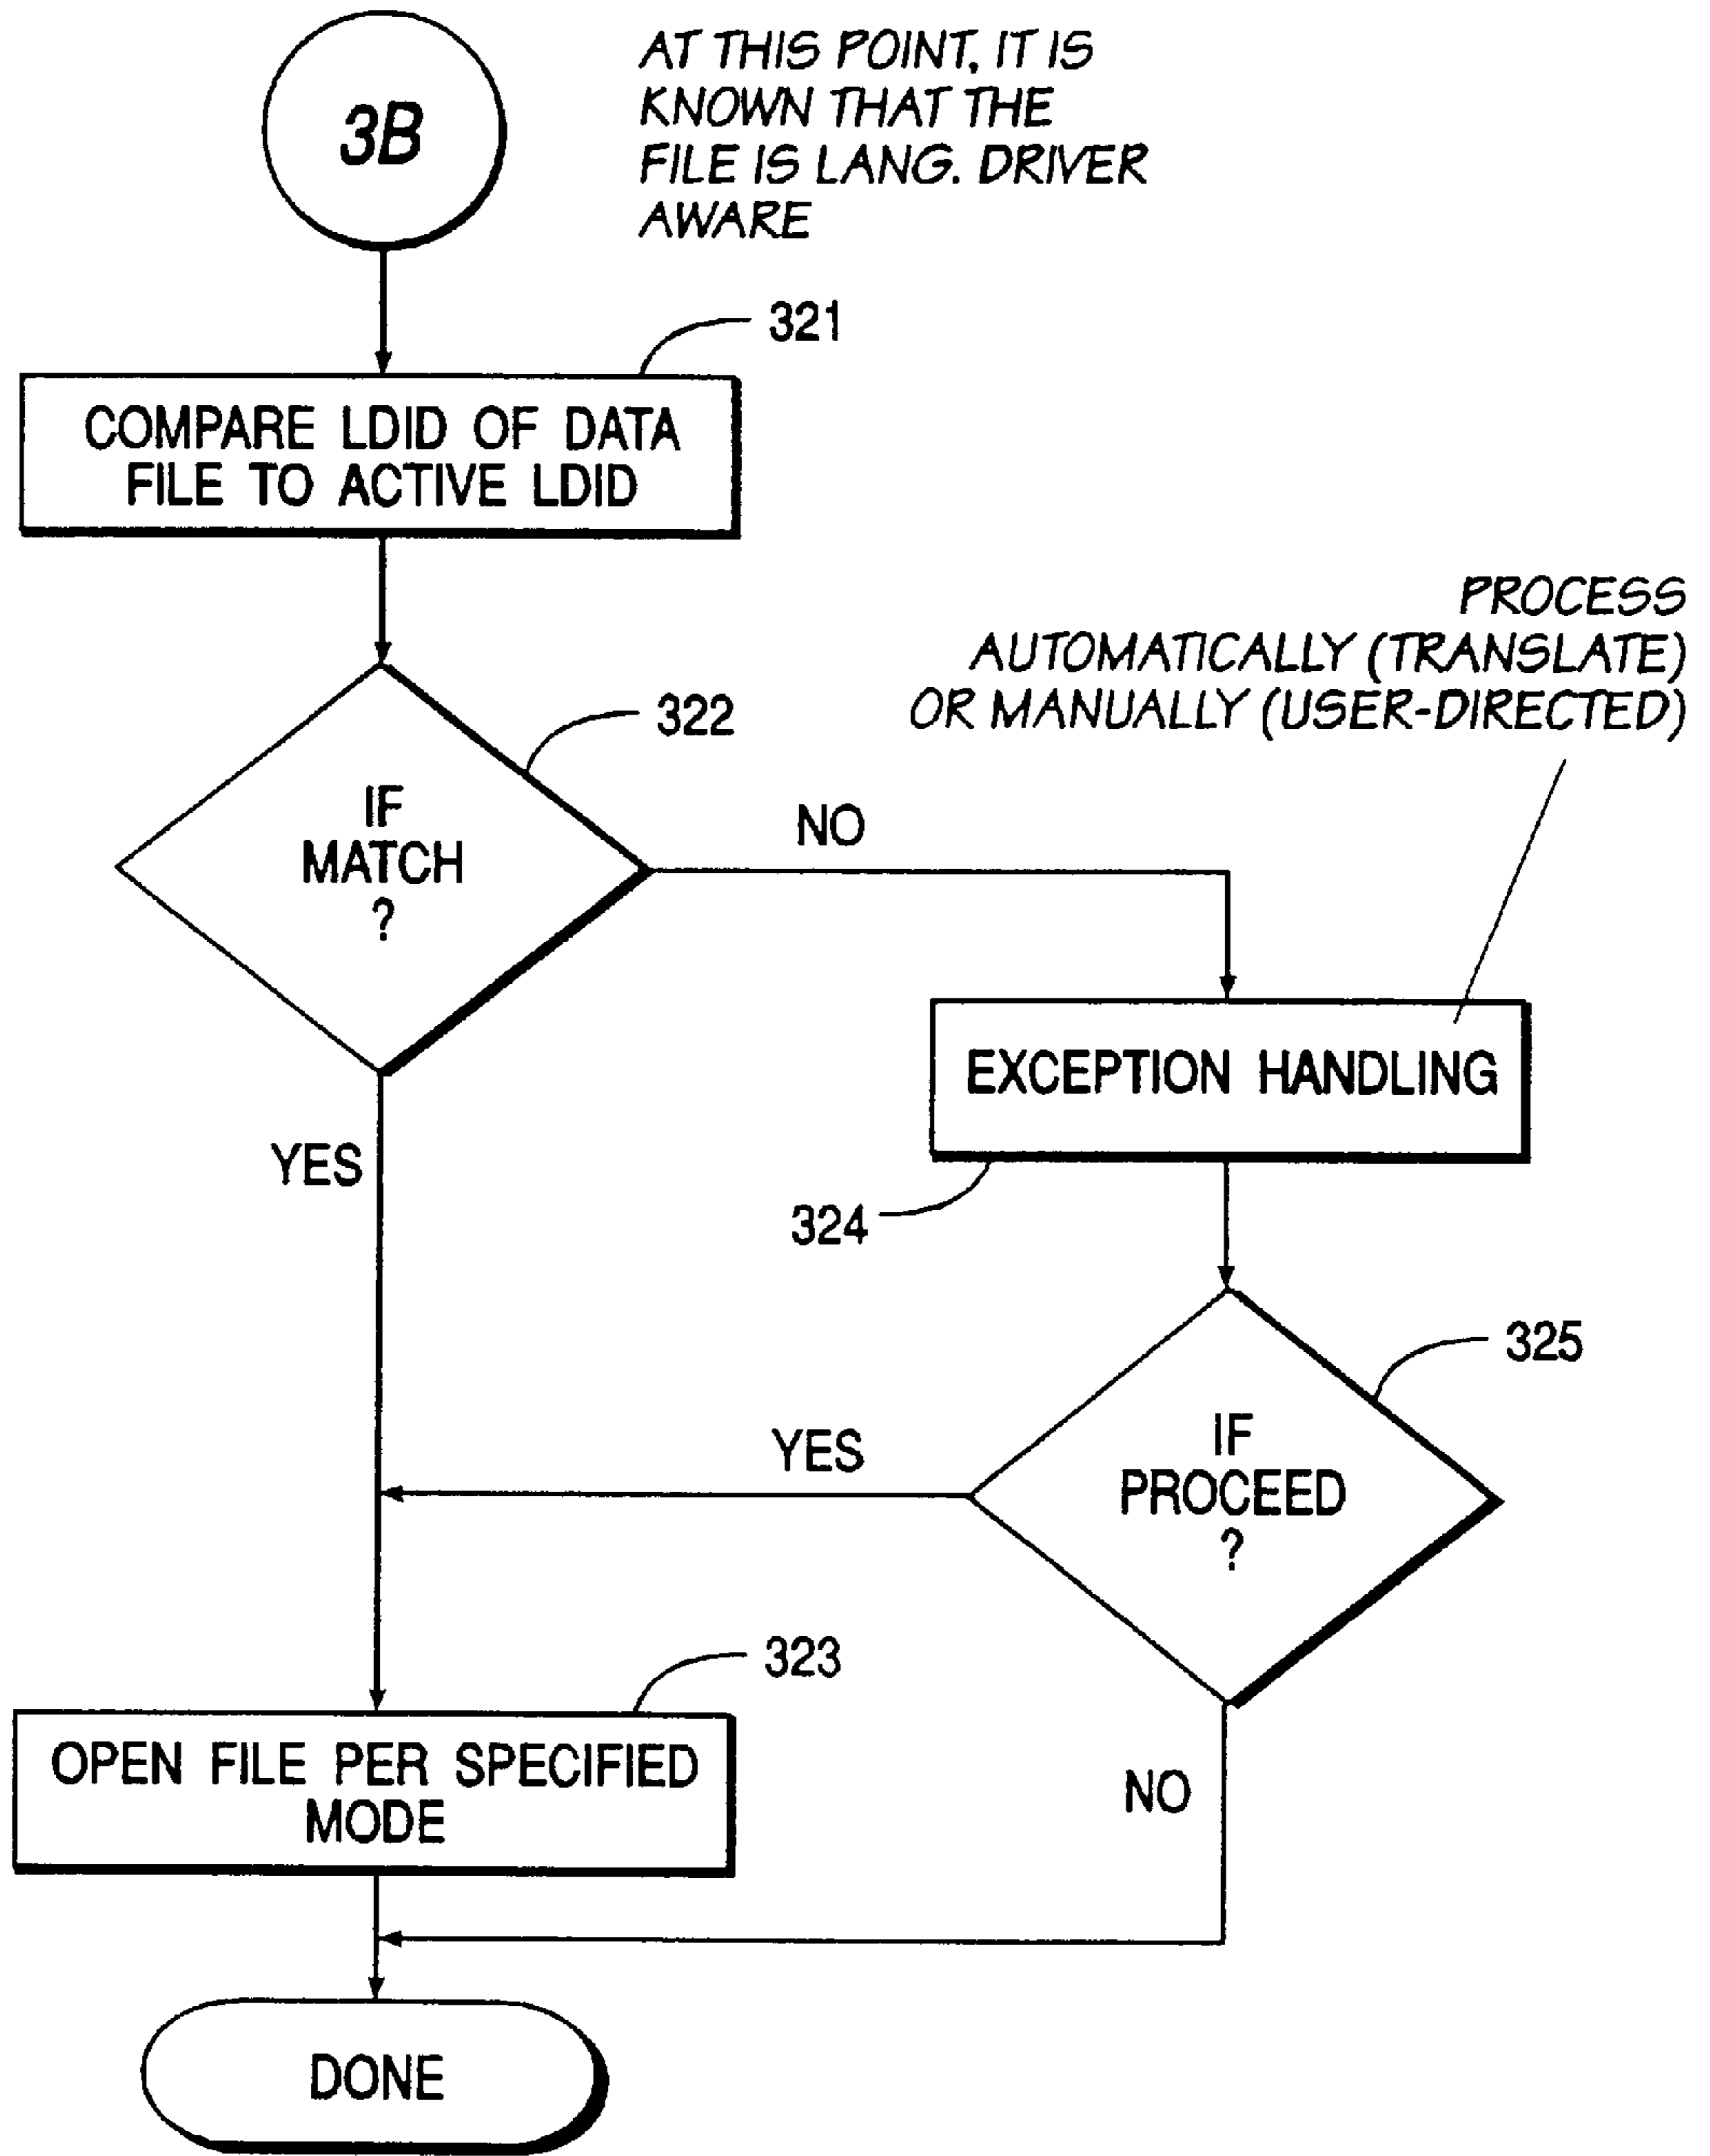 3B
AT THIS POINT, IT IS
KNOWN THAT THE
FILE IS LANG. DRIVER
AWARE
321
COMPARE LDID OF DATA
FILE TO ACTIVE LDID
PROCESS
AUTOMATICALLY (TRANSLATE)
OR MANUALLY (USER-DIRECTED)
322
IF
MATCH
?
NO
EXCEPTION HANDLING
YES
324
325
IF
PROCEED
?
YES
323
OPEN FILE PER SPECIFIED
MODE
NO
DONE